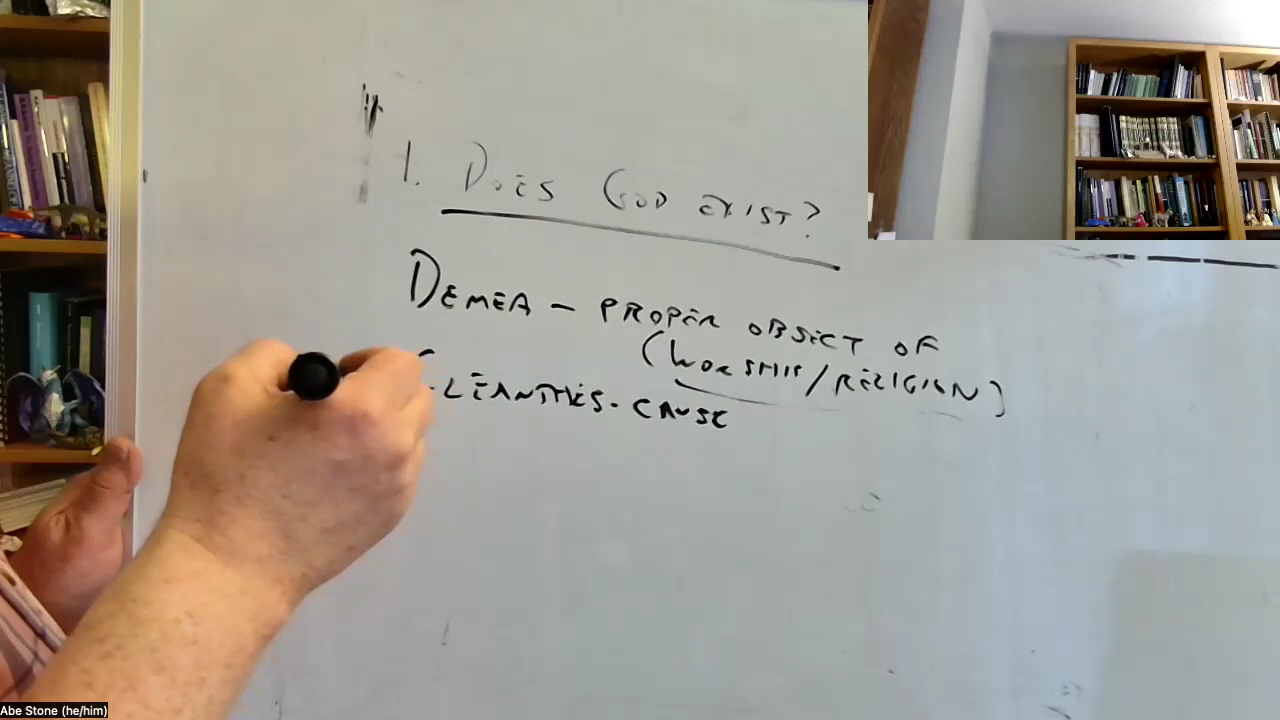 1. DOES GOD EXIST?
DEMEA – PROPER OBJECT OF
(WORSHIP/RELIGION)
CLEANTHES - CAUSE
Abe Stone (he/him)